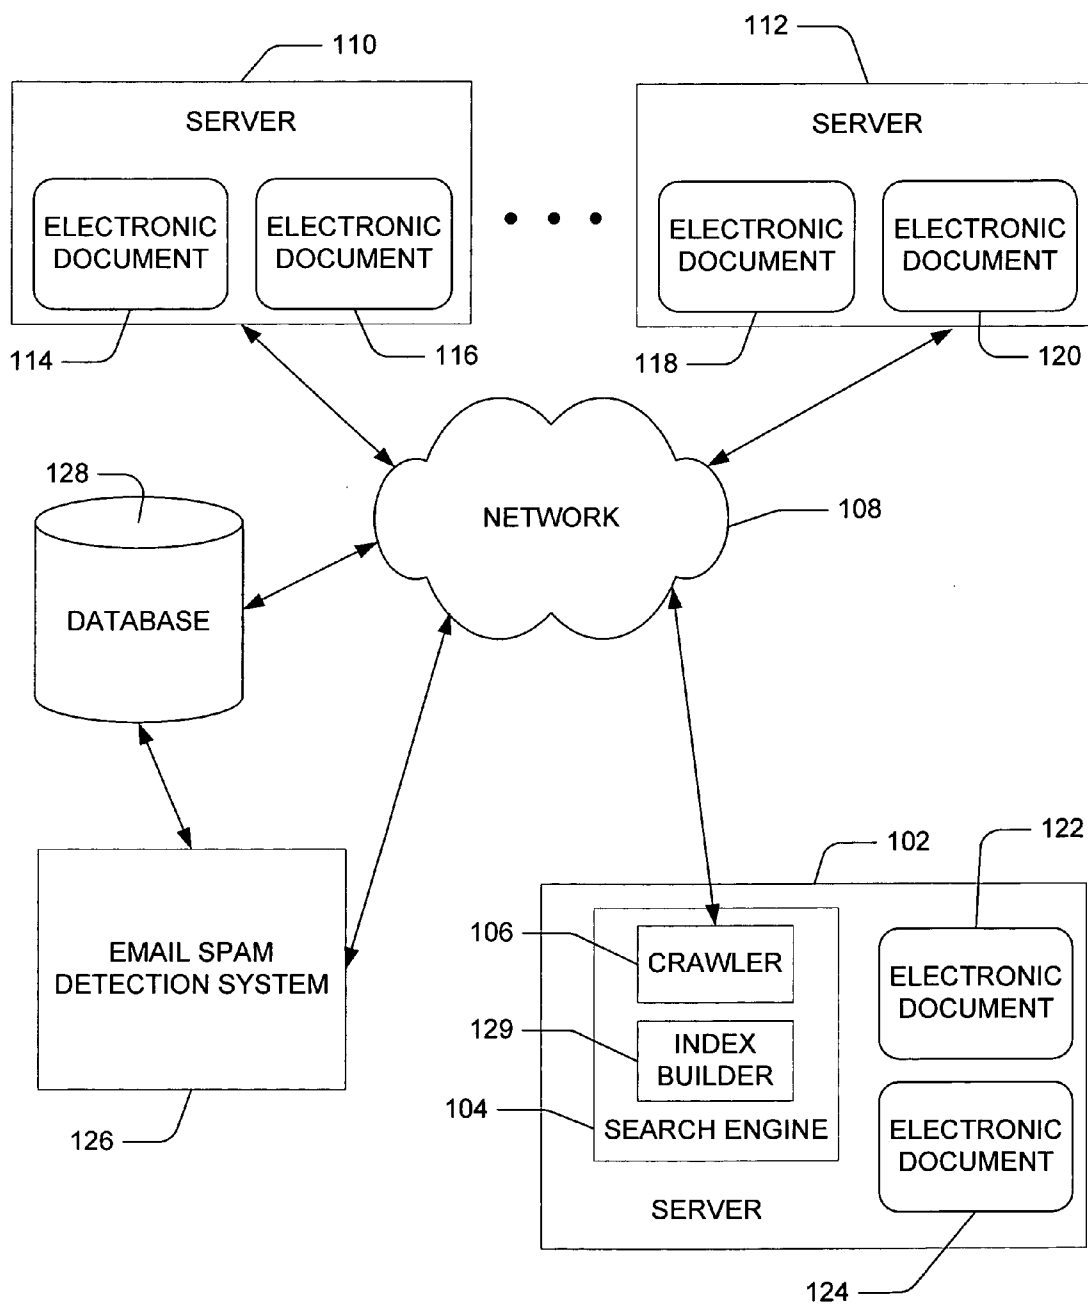 110
112
SERVER
SERVER
ELECTRONIC
DOCUMENT
ELECTRONIC
DOCUMENT
ELECTRONIC
DOCUMENT
ELECTRONIC
DOCUMENT
114
116
118
120
128
NETWORK
108
DATABASE
102
122
EMAIL SPAM
DETECTION SYSTEM
106
CRAWLER
ELECTRONIC
DOCUMENT
129
INDEX
BUILDER
104
SEARCH ENGINE
ELECTRONIC
DOCUMENT
126
SERVER
124